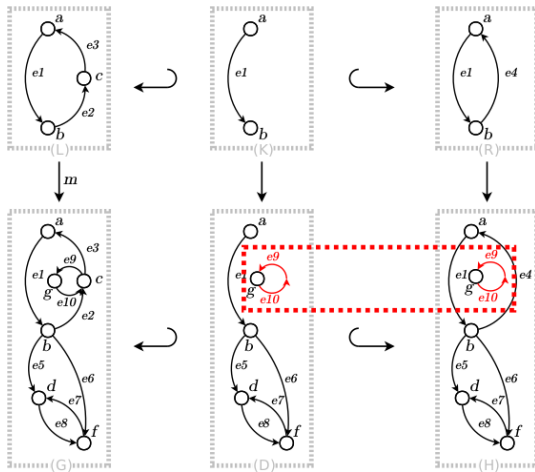 a a a
e3
e1 c e1 e1 e4
e2
b b b
(L) (K) (R)
m
a a a
e9 e3 e9 e9
e1 c e1 e1 e4
g g g
e10 e10 e10
e2
b b b
e5 e6 e5 e6 e5 e6
d e7 d e7 d e7
e8 e8 e8
f f f
(G) (D) (H)